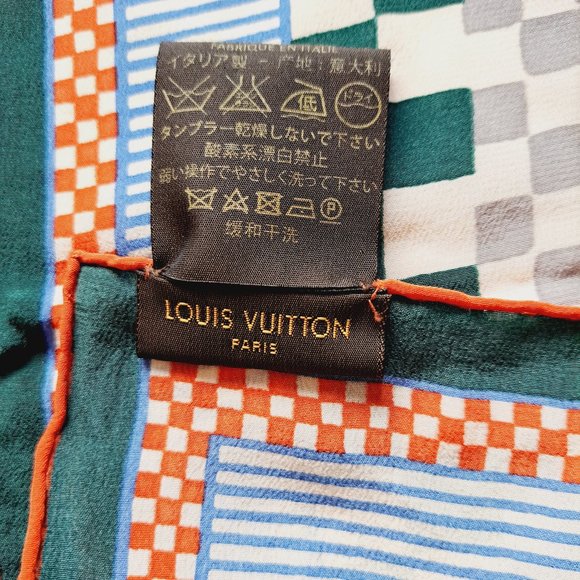 FABRIQUE EN ITALIE
イタリア製 - 产地 : 意大利
低 ドライ
タンブラー乾燥しないで下さい
酸素系漂白禁止
弱い操作でやさしく洗って下さい
P
缓和干洗
LOUIS VUITTON
PARIS